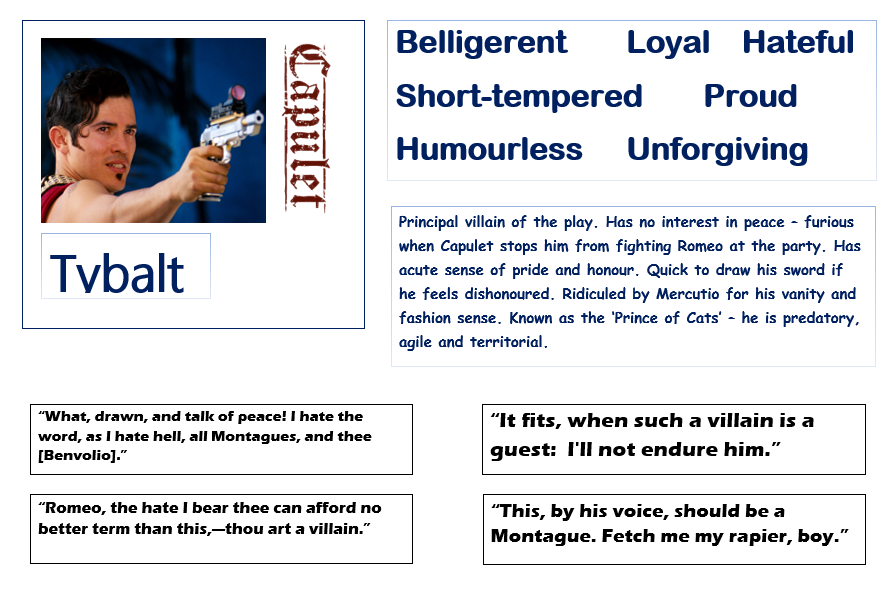 Capulet
Tybalt
Belligerent Loyal Hateful
Short-tempered Proud
Humourless Unforgiving
Principal villain of the play. Has no interest in peace – furious
when Capulet stops him from fighting Romeo at the party. Has
acute sense of pride and honour. Quick to draw his sword if
he feels dishonoured. Ridiculed by Mercutio for his vanity and
fashion sense. Known as the ‘Prince of Cats’ – he is predatory,
agile and territorial.
“What, drawn, and talk of peace! I hate the
word, as I hate hell, all Montagues, and thee
[Benvolio].”
“It fits, when such a villain is a
guest: I'll not endure him.”
“Romeo, the hate I bear thee can afford no
better term than this,—thou art a villain.”
“This, by his voice, should be a
Montague. Fetch me my rapier, boy.”